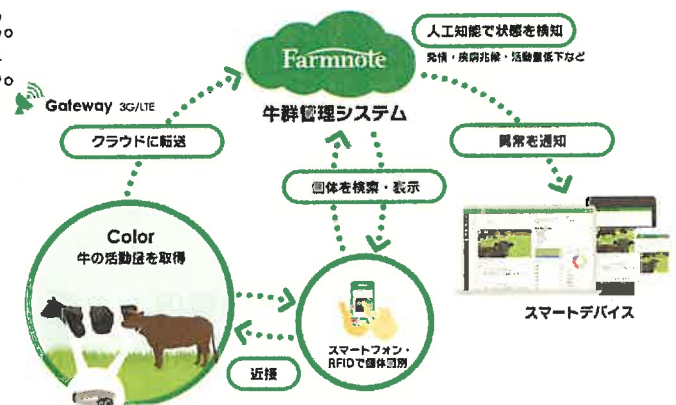 人工知能で状態を検知
発情・疾病兆候・活動量低下など
Farmnote
牛群管理システム
Gateway 3G/LTE
クラウドに転送
異常を通知
個体を検索・表示
Color
牛の活動量を取得
スマートデバイス
スマートフォン・
RFIDで個体識別
近接